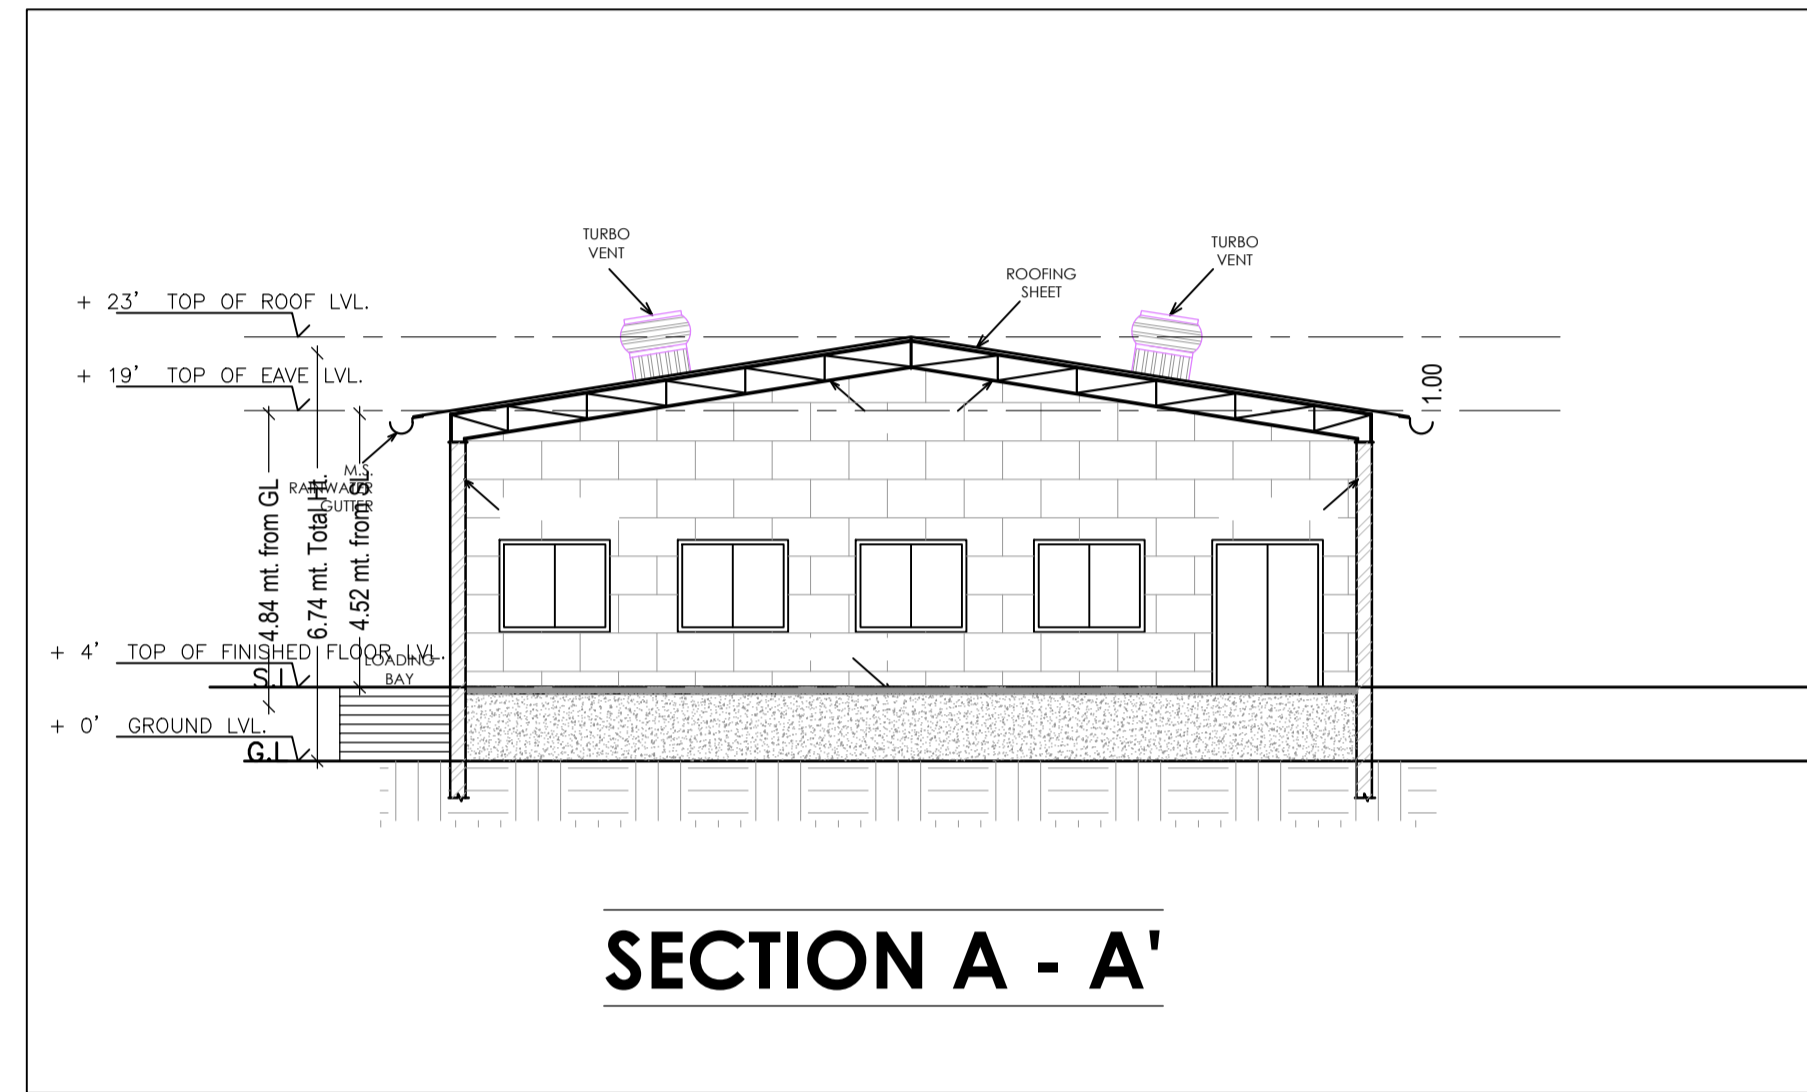 TURBO
VENT
TURBO
VENT
ROOFING
SHEET
+ 23' TOP OF ROOF LVL.
+ 19' TOP OF EAVE LVL.
1.00
M.S.
RAINWATER
GUTTER
4.84 mt. from GL
6.74 mt. Total Ht.
4.52 mt. from SL
+ 4' TOP OF FINISHED FLOOR LVL.
LOADING
BAY
S.L
+ 0' GROUND LVL.
G.L
SECTION A - A'